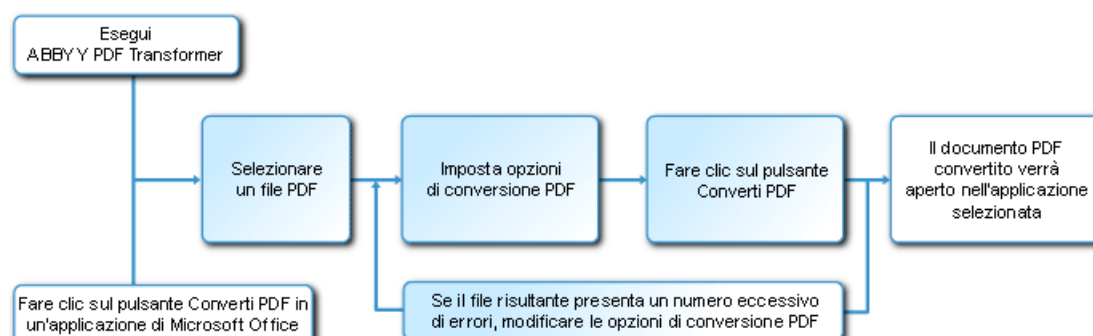 Esegui
ABBYY PDF Transformer
Selezionare
un file PDF
Imposta opzioni
di conversione PDF
Fare clic sul pulsante
Converti PDF
Il documento PDF
convertito verrà
aperto nell'applicazione
selezionata
Fare clic sul pulsante Converti PDF in
un'applicazione di Microsoft Office
Se il file risultante presenta un numero eccessivo
di errori, modificare le opzioni di conversione PDF